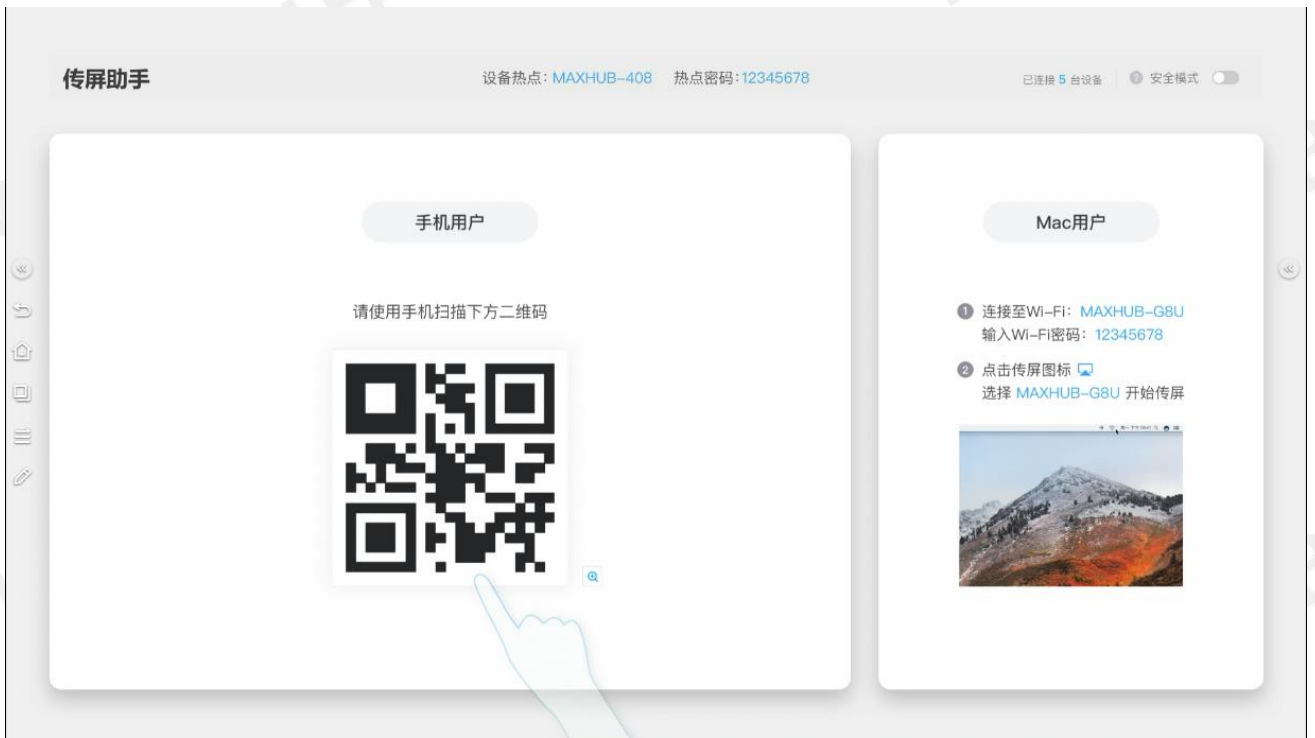 传屏助手
设备热点：MAXHUB-408 热点密码：12345678
已连接 5 台设备
安全模式
手机用户
请使用手机扫描下方二维码
Mac用户
1 连接至Wi-Fi： MAXHUB-G8U
输入Wi-Fi密码： 12345678
2 点击传屏图标
选择 MAXHUB-G8U 开始传屏